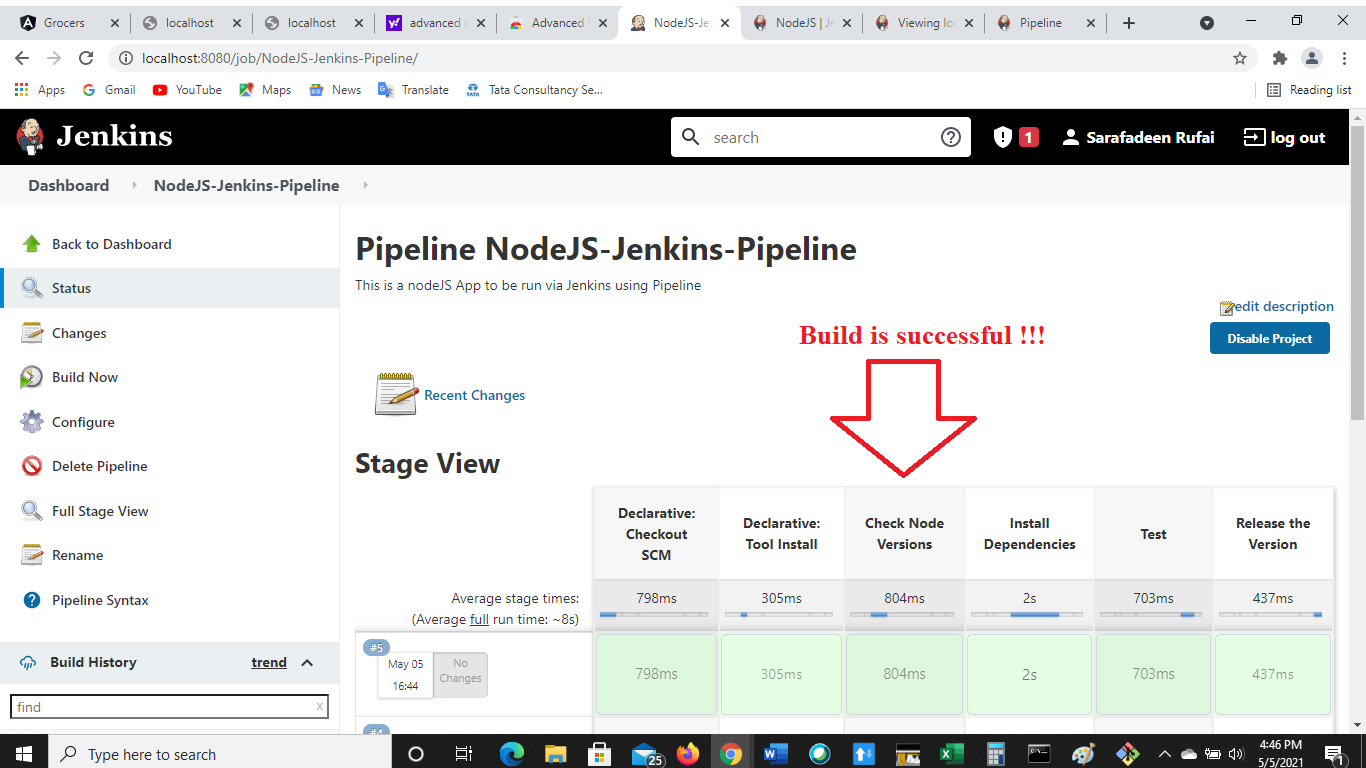 Grocers
localhost
localhost
advanced r
Advanced
NodeJS-Je
NodeJS | Je
Viewing lo
Pipeline
localhost:8080/job/NodeJS-Jenkins-Pipeline/
Apps
Gmail
YouTube
Maps
News
Translate
TATA
Tata Consultancy Se...
Reading list
Jenkins
search
1
Sarafadeen Rufai
log out
Dashboard
NodeJS-Jenkins-Pipeline
Back to Dashboard
Status
Changes
Build Now
Configure
Delete Pipeline
Full Stage View
Rename
Pipeline Syntax
Build History
trend
find
x
Pipeline NodeJS-Jenkins-Pipeline
This is a nodeJS App to be run via Jenkins using Pipeline
edit description
Disable Project
Build is successful !!!
Recent Changes
Stage View
Declarative:
Checkout
SCM
Declarative:
Tool Install
Check Node
Versions
Install
Dependencies
Test
Release the
Version
Average stage times:
(Average full run time: ~8s)
798ms
305ms
804ms
2s
703ms
437ms
#5
May 05
16:44
No
Changes
798ms
305ms
804ms
2s
703ms
437ms
#4
Type here to search
25
4:46 PM
5/5/2021
1